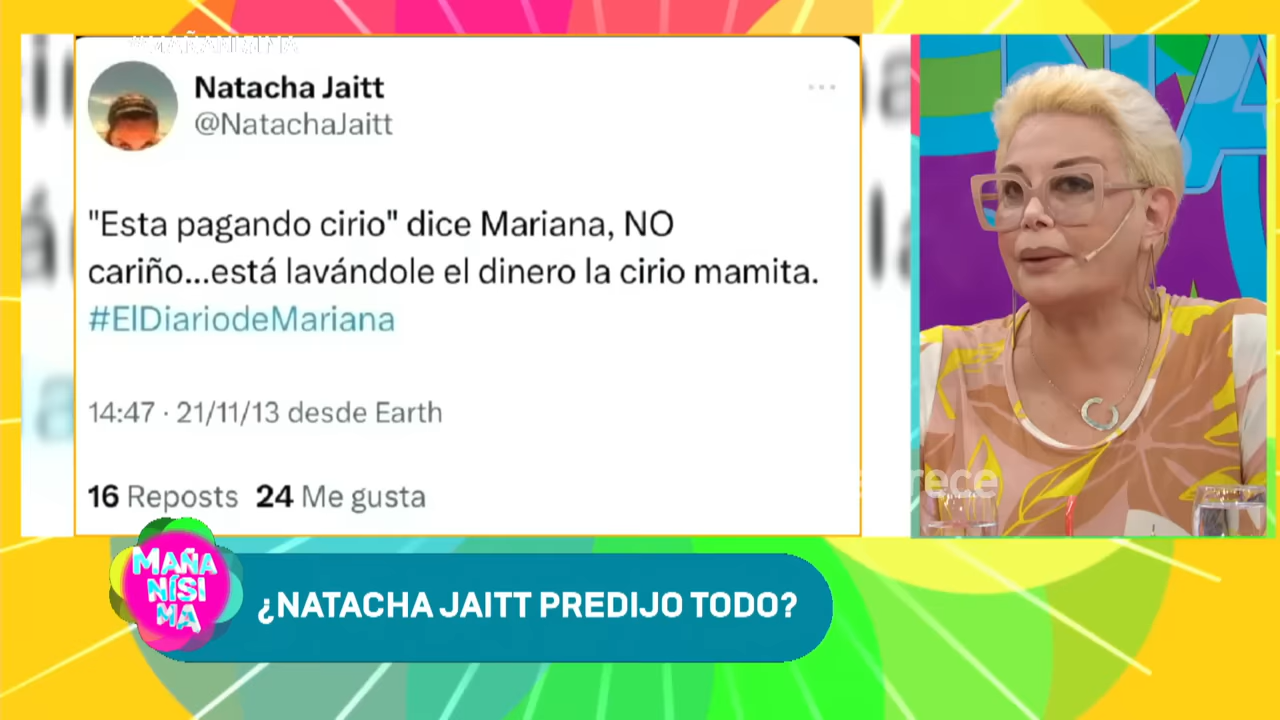 #MAÑANISIMA
Natacha Jaitt
@NatachaJaitt
"Esta pagando cirio" dice Mariana, NO
cariño...está lavándole el dinero la cirio mamita.
#ElDiariodeMariana
14:47 · 21/11/13 desde Earth
16 Reposts 24 Me gusta
MAÑA
NÍSI
MA
¿NATACHA JAITT PREDIJO TODO?